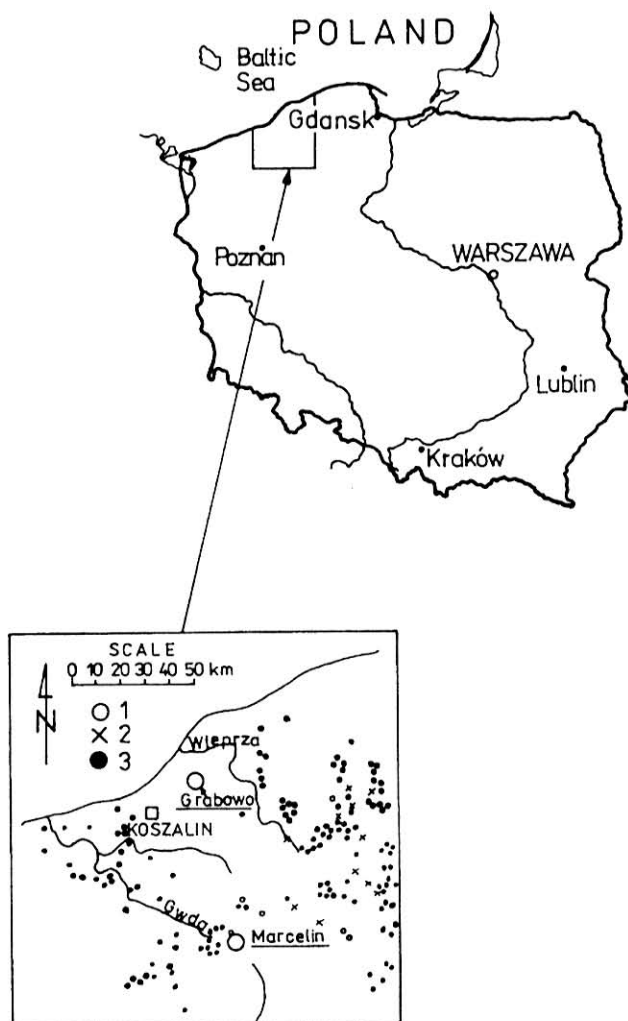 POLAND
Baltic
Sea
Gdansk
Poznan
WARSZAWA
Lublin
Kraków
SCALE
0 10 20 30 40 50 km
N
1
2
3
Wieprza
Grabowo
KOSZALIN
Gwda
Marcelin